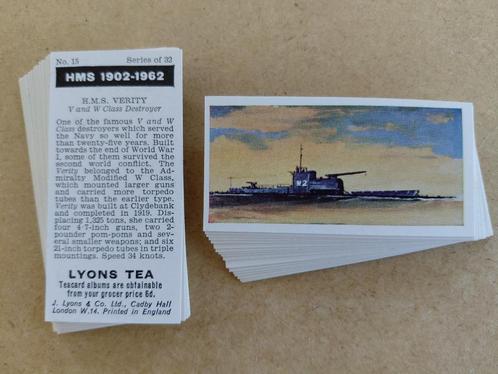 No. 15 Series of 32
HMS 1902-1962
H.M.S. VERITY
V and W Class Destroyer
One of the famous V and W
Class destroyers which served
the Navy so well for more
than twenty-five years. Built
towards the end of World War
I, some of them survived the
second world conflict. The
Verity belonged to the Ad-
miralty Modified W Class,
which mounted larger guns
and carried more torpedo
tubes than the earlier type.
Verity was built at Clydebank
and completed in 1919. Dis-
placing 1,325 tons, she carried
four 4·7-inch guns, two 2-
pounder pom-poms and sev-
eral smaller weapons; and six
21-inch torpedo tubes in triple
mountings. Speed 34 knots.
LYONS TEA
Teacard albums are obtainable
from your grocer price 6d.
J. Lyons & Co. Ltd., Cadby Hall
London W.14. Printed in England
M2